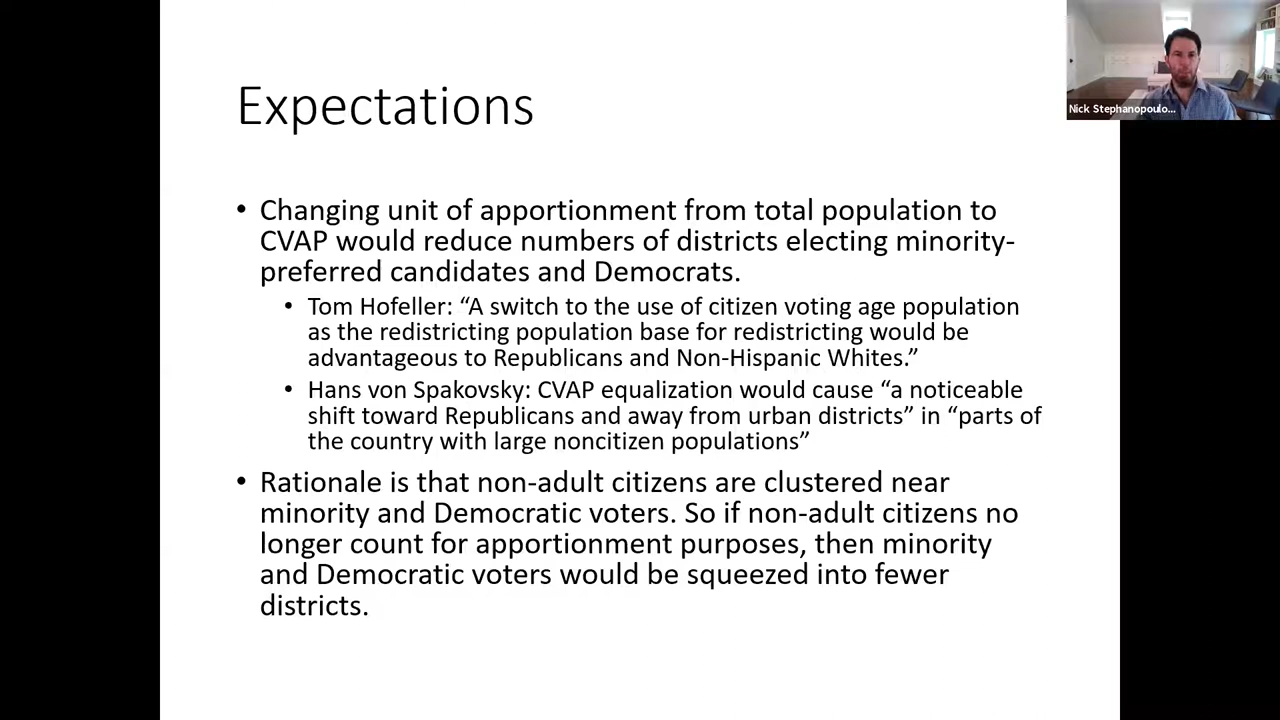 Expectations
• Changing unit of apportionment from total population to
CVAP would reduce numbers of districts electing minority-
preferred candidates and Democrats.
• Tom Hofeller: “A switch to the use of citizen voting age population
as the redistricting population base for redistricting would be
advantageous to Republicans and Non-Hispanic Whites.”
• Hans von Spakovsky: CVAP equalization would cause “a noticeable
shift toward Republicans and away from urban districts” in “parts of
the country with large noncitizen populations”
• Rationale is that non-adult citizens are clustered near
minority and Democratic voters. So if non-adult citizens no
longer count for apportionment purposes, then minority
and Democratic voters would be squeezed into fewer
districts.
Nick Stephanopoulo...